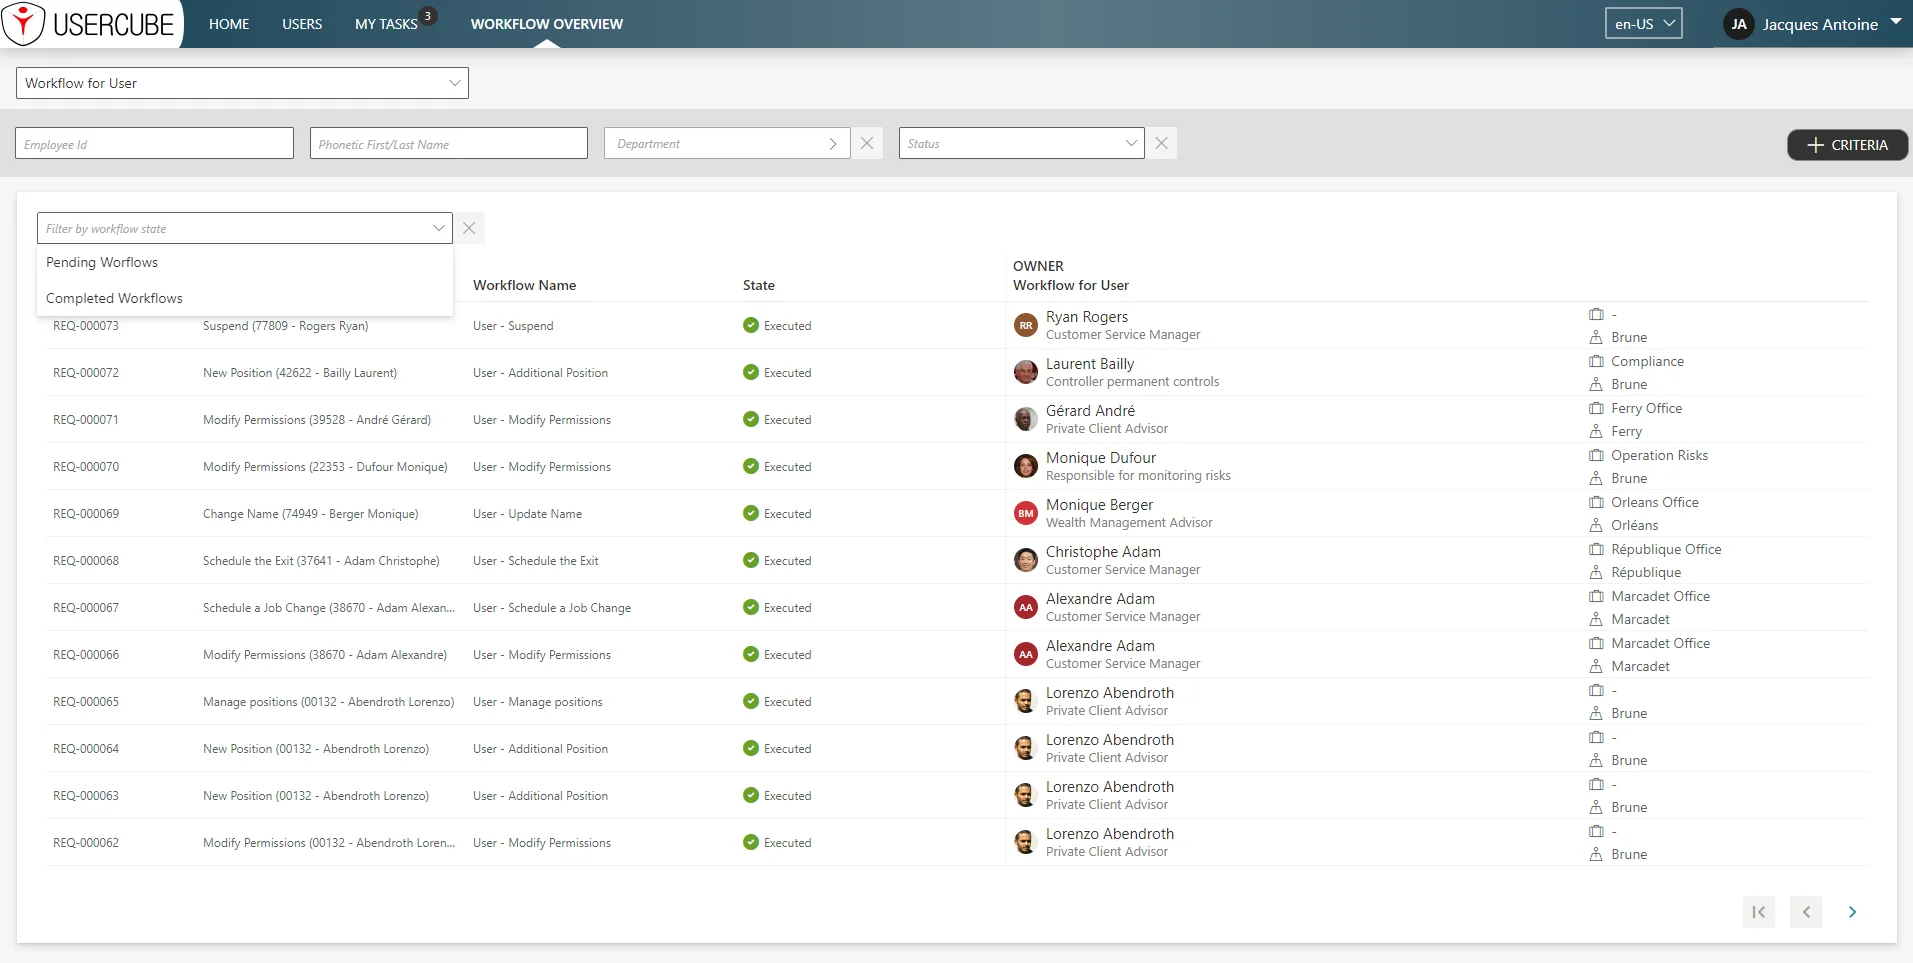 USERCUBE HOME USERS MY TASKS 3 WORKFLOW OVERVIEW en-US JA Jacques Antoine
Workflow for User
Employee Id Phonetic First/Last Name Department Status CRITERIA
Filter by workflow state
Pending Worflows
Completed Workflows
OWNER
Workflow Name State Workflow for User
REQ-000073 Suspend (77809 - Rogers Ryan) User - Suspend Executed RR Ryan Rogers Customer Service Manager - Brune
REQ-000072 New Position (42622 - Bailly Laurent) User - Additional Position Executed Laurent Bailly Controller permanent controls Compliance Brune
REQ-000071 Modify Permissions (39528 - André Gérard) User - Modify Permissions Executed Gérard André Private Client Advisor Ferry Office Ferry
REQ-000070 Modify Permissions (22353 - Dufour Monique) User - Modify Permissions Executed Monique Dufour Responsible for monitoring risks Operation Risks Brune
REQ-000069 Change Name (74949 - Berger Monique) User - Update Name Executed BM Monique Berger Wealth Management Advisor Orleans Office Orléans
REQ-000068 Schedule the Exit (37641 - Adam Christophe) User - Schedule the Exit Executed Christophe Adam Customer Service Manager République Office République
REQ-000067 Schedule a Job Change (38670 - Adam Alexan... User - Schedule a Job Change Executed AA Alexandre Adam Customer Service Manager Marcadet Office Marcadet
REQ-000066 Modify Permissions (38670 - Adam Alexandre) User - Modify Permissions Executed AA Alexandre Adam Customer Service Manager Marcadet Office Marcadet
REQ-000065 Manage positions (00132 - Abendroth Lorenzo) User - Manage positions Executed Lorenzo Abendroth Private Client Advisor - Brune
REQ-000064 New Position (00132 - Abendroth Lorenzo) User - Additional Position Executed Lorenzo Abendroth Private Client Advisor - Brune
REQ-000063 New Position (00132 - Abendroth Lorenzo) User - Additional Position Executed Lorenzo Abendroth Private Client Advisor - Brune
REQ-000062 Modify Permissions (00132 - Abendroth Loren... User - Modify Permissions Executed Lorenzo Abendroth Private Client Advisor - Brune